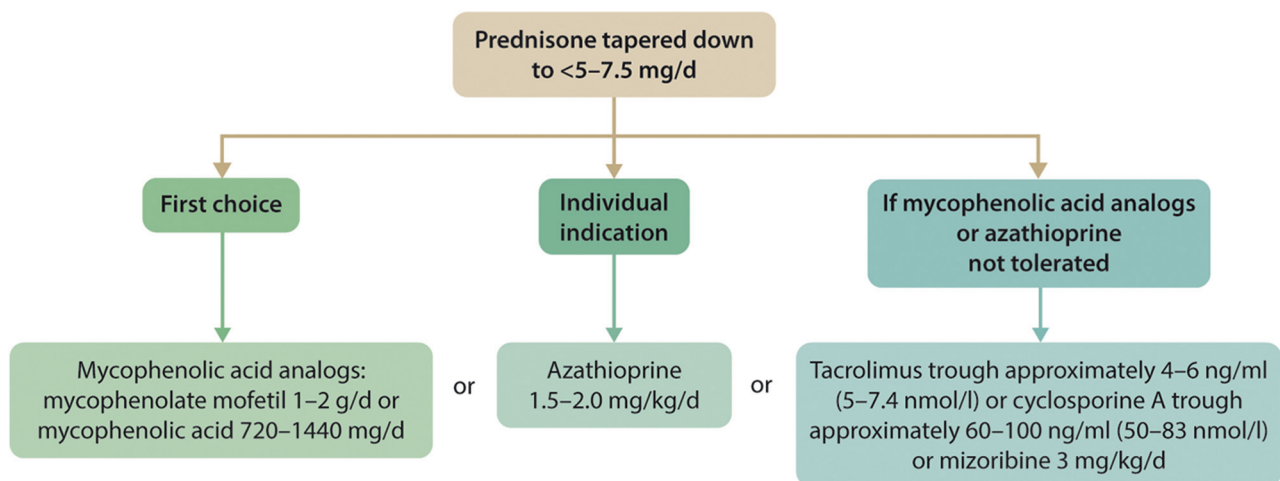 Prednisone tapered down
to <5–7.5 mg/d
First choice
Individual
indication
If mycophenolic acid analogs
or azathioprine
not tolerated
Mycophenolic acid analogs:
mycophenolate mofetil 1–2 g/d or
mycophenolic acid 720–1440 mg/d
or
Azathioprine
1.5–2.0 mg/kg/d
or
Tacrolimus trough approximately 4–6 ng/ml
(5–7.4 nmol/l) or cyclosporine A trough
approximately 60–100 ng/ml (50–83 nmol/l)
or mizoribine 3 mg/kg/d